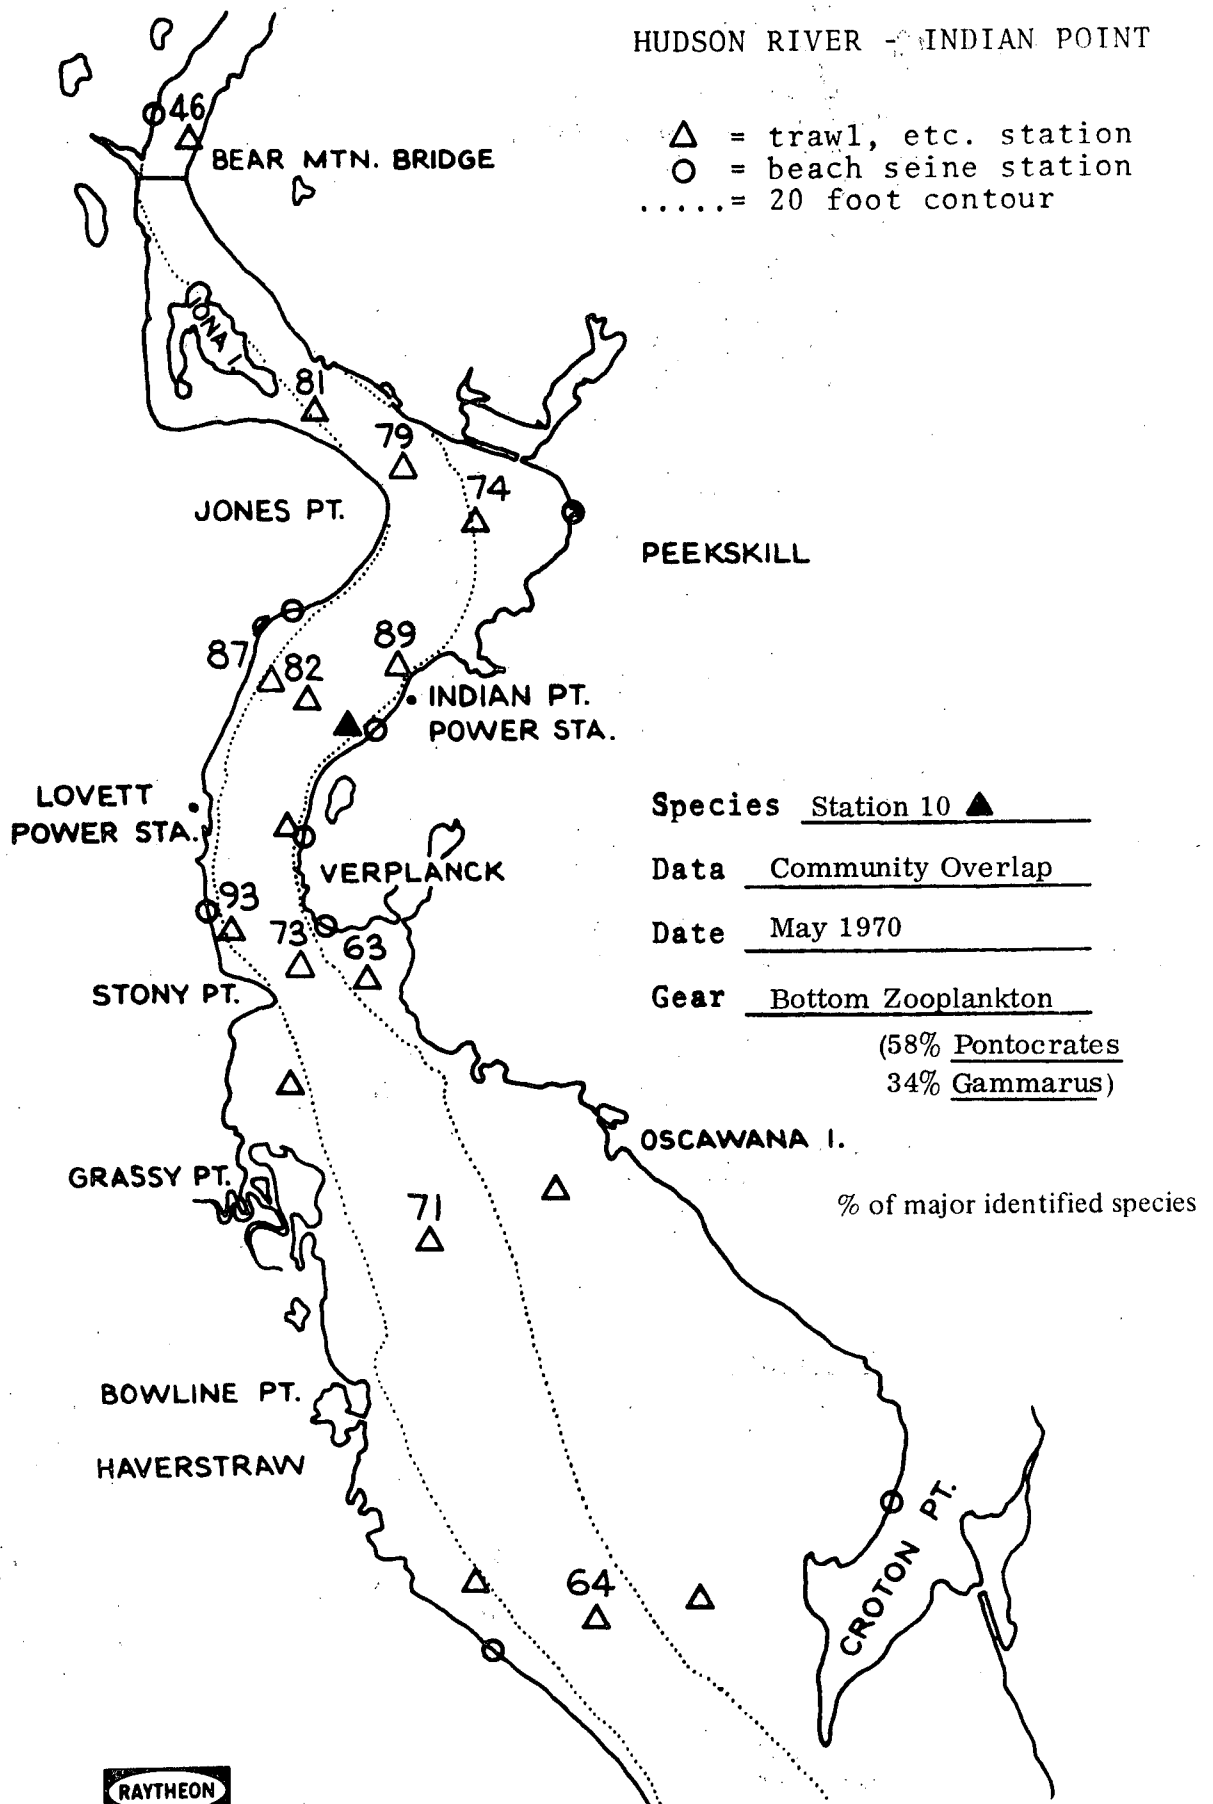 HUDSON RIVER - INDIAN POINT
△ = trawl, etc. station
○ = beach seine station
.....= 20 foot contour
46
BEAR MTN. BRIDGE
IONA I.
81
79
74
JONES PT.
PEEKSKILL
87
82
89
INDIAN PT.
POWER STA.
LOVETT
POWER STA.
Species Station 10 ▲
VERPLANCK
Data Community Overlap
93
73
63
Date May 1970
STONY PT.
Gear Bottom Zooplankton
(58% Pontocrates
34% Gammarus)
OSCAWANA I.
GRASSY PT.
71
% of major identified species
BOWLINE PT.
HAVERSTRAW
CROTON PT.
64
RAYTHEON